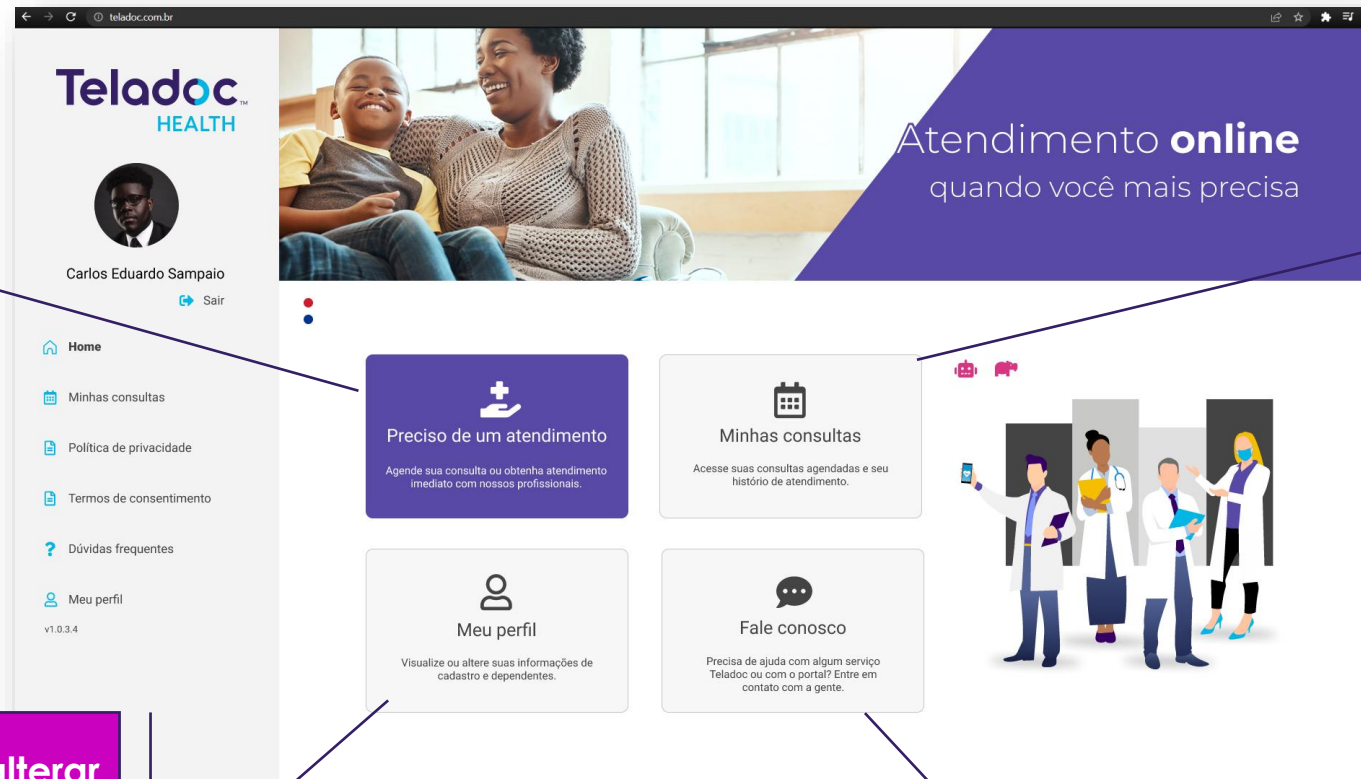 teladoc.com.br
Teladoc™
HEALTH
Carlos Eduardo Sampaio
Sair
Home
Minhas consultas
Política de privacidade
Termos de consentimento
Dúvidas frequentes
Meu perfil
v1.0.3.4
Atendimento online
quando você mais precisa
Preciso de um atendimento
Agende sua consulta ou obtenha atendimento
imediato com nossos profissionais.
Minhas consultas
Acesse suas consultas agendadas e seu
histório de atendimento.
Meu perfil
Visualize ou altere suas informações de
cadastro e dependentes.
Fale conosco
Precisa de ajuda com algum serviço
Teladoc ou com o portal? Entre em
contato com a gente.
alterar